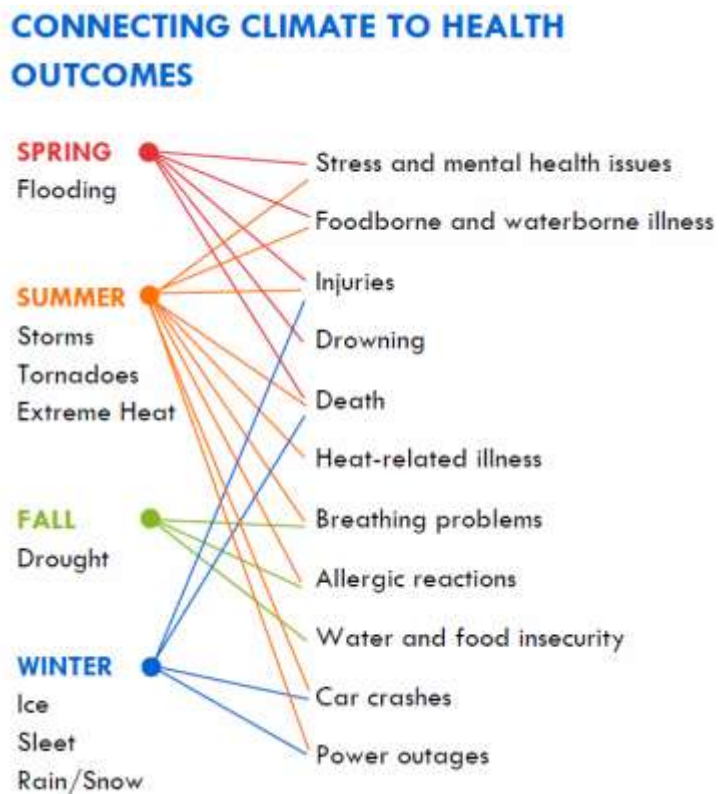 CONNECTING CLIMATE TO HEALTH
OUTCOMES
SPRING
Flooding
SUMMER
Storms
Tornadoes
Extreme Heat
FALL
Drought
WINTER
Ice
Sleet
Rain/Snow
Stress and mental health issues
Foodborne and waterborne illness
Injuries
Drowning
Death
Heat-related illness
Breathing problems
Allergic reactions
Water and food insecurity
Car crashes
Power outages